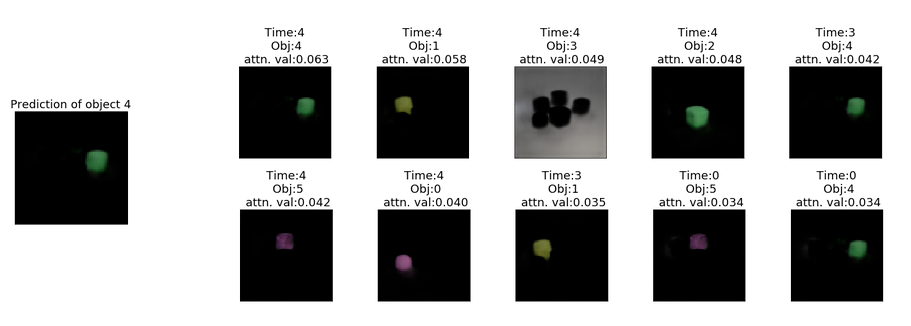 Prediction of object 4
Time:4
Obj:4
attn. val:0.063
Time:4
Obj:1
attn. val:0.058
Time:4
Obj:3
attn. val:0.049
Time:4
Obj:2
attn. val:0.048
Time:3
Obj:4
attn. val:0.042
Time:4
Obj:5
attn. val:0.042
Time:4
Obj:0
attn. val:0.040
Time:3
Obj:1
attn. val:0.035
Time:0
Obj:5
attn. val:0.034
Time:0
Obj:4
attn. val:0.034